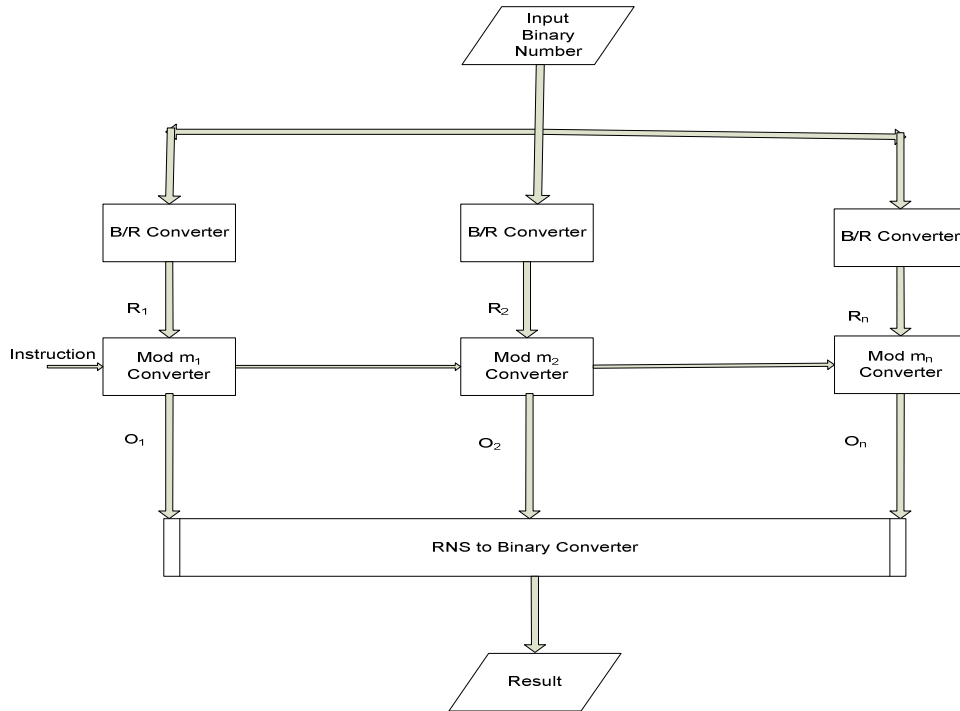 Input
Binary
Number
B/R Converter
B/R Converter
B/R Converter
R₁
R₂
Rₙ
Instruction
Mod m₁
Converter
Mod m₂
Converter
Mod mₙ
Converter
O₁
O₂
Oₙ
RNS to Binary Converter
Result